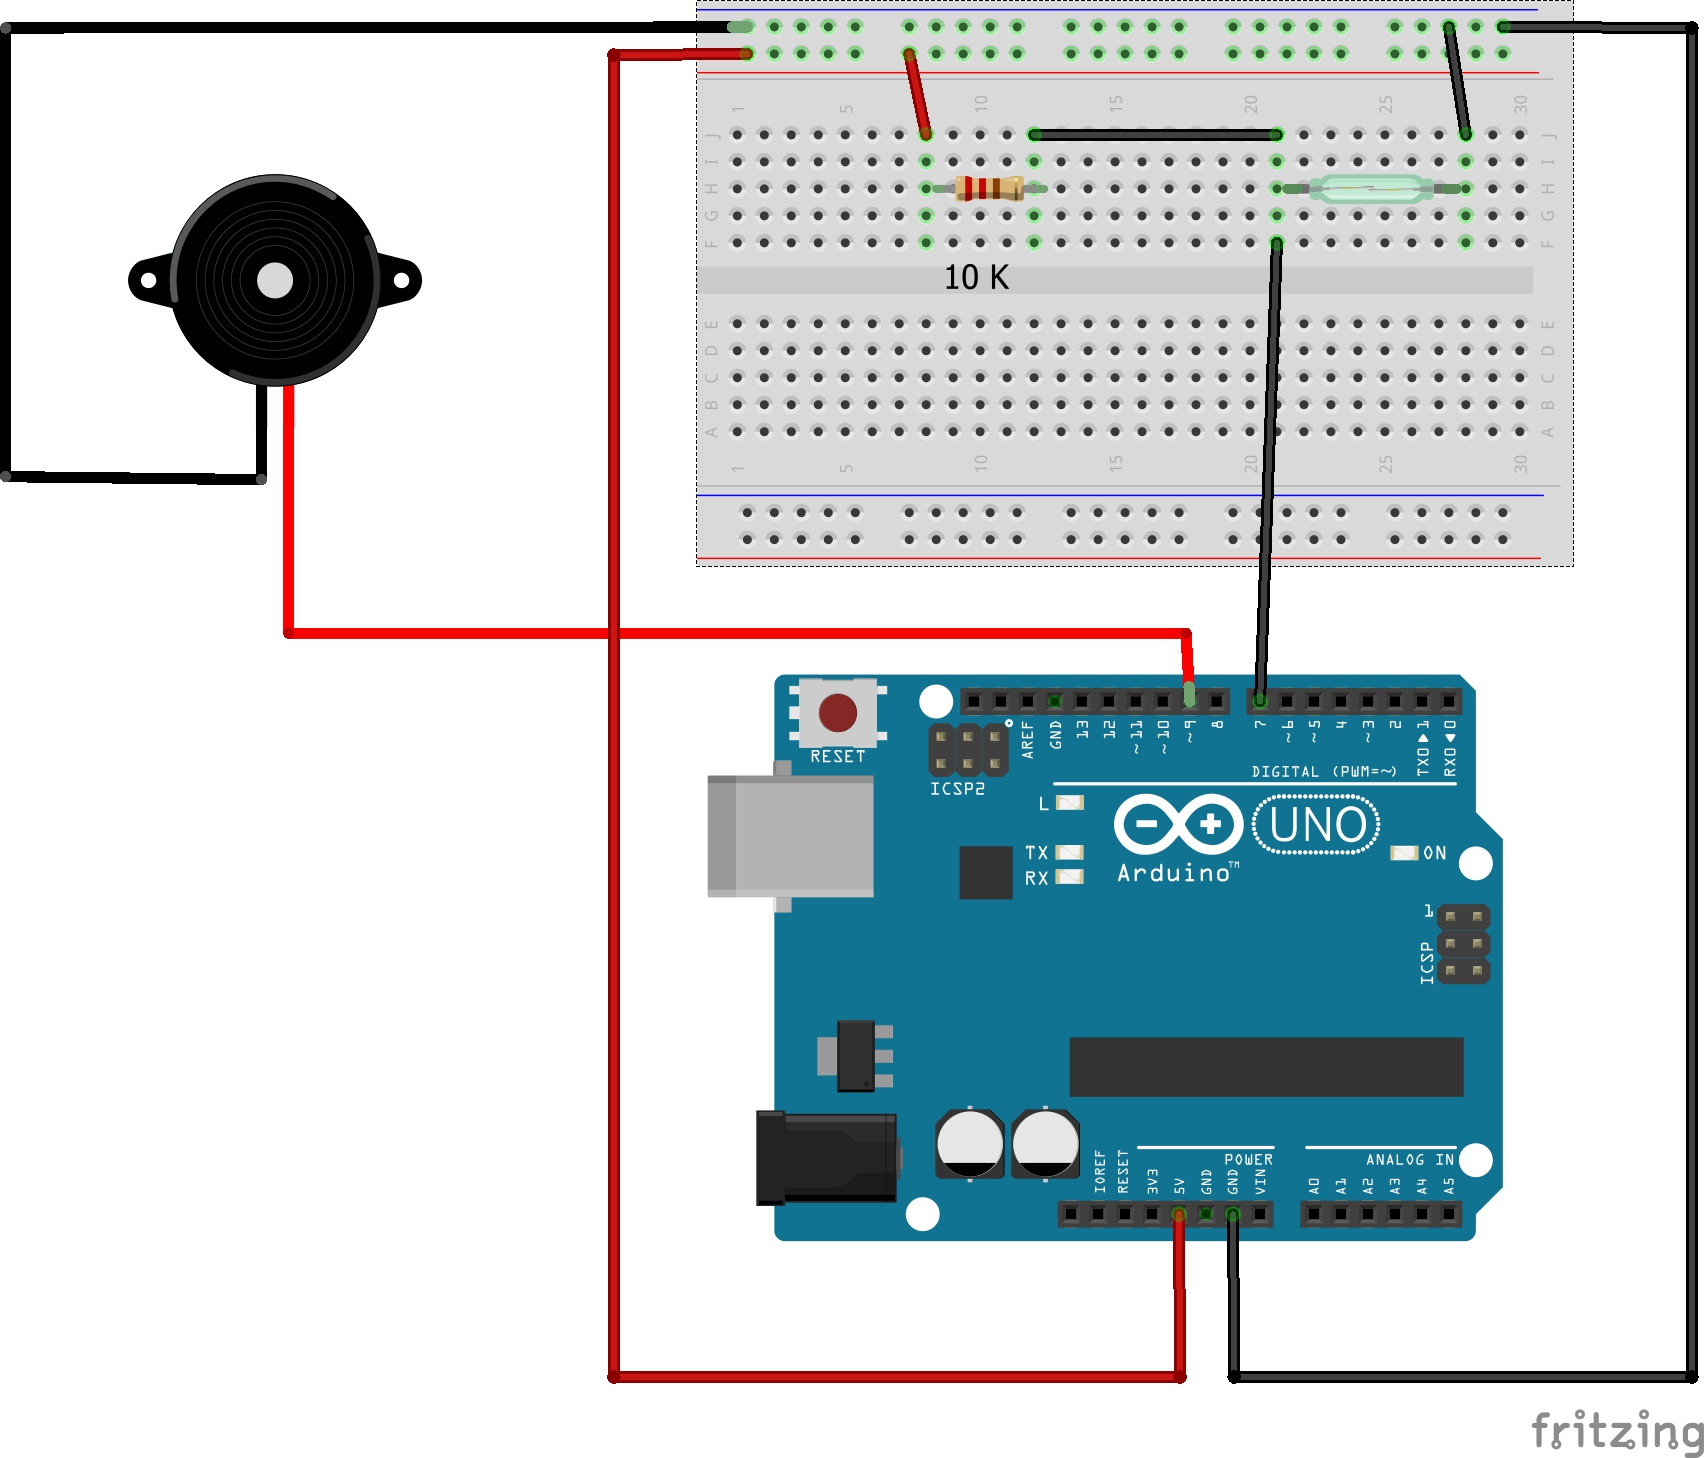 1 5 10 15 20 25 30
J J
I I
H H
G G
F F
10 K
E E
D D
C C
B B
A A
1 5 10 15 20 25 30
RESET
ICSP2
AREF GND 13 12 ~11 ~10 ~9 8 7 ~6 ~5 4 ~3 2 TX0▶1 RX0◀0
DIGITAL (PWM=~)
L
TX
RX
Arduino™
UNO
ON
1
ICSP
POWER
ANALOG IN
IOREF RESET 3V3 5V GND GND VIN A0 A1 A2 A3 A4 A5
fritzing